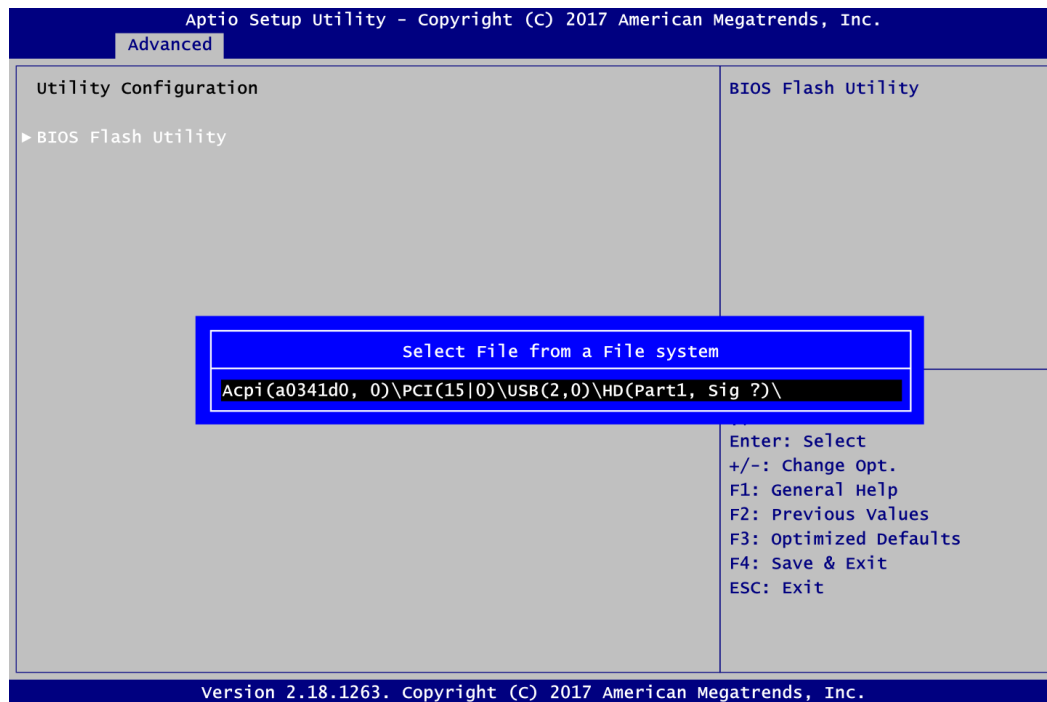 Aptio Setup Utility - Copyright (C) 2017 American Megatrends, Inc.
Advanced
Utility Configuration
BIOS Flash Utility
BIOS Flash Utility
Select File from a File system
Acpi(a0341d0, 0)\PCI(15|0)\USB(2,0)\HD(Part1, Sig ?)\
Enter: Select
+/-: Change Opt.
F1: General Help
F2: Previous Values
F3: Optimized Defaults
F4: Save & Exit
ESC: Exit
Version 2.18.1263. Copyright (C) 2017 American Megatrends, Inc.